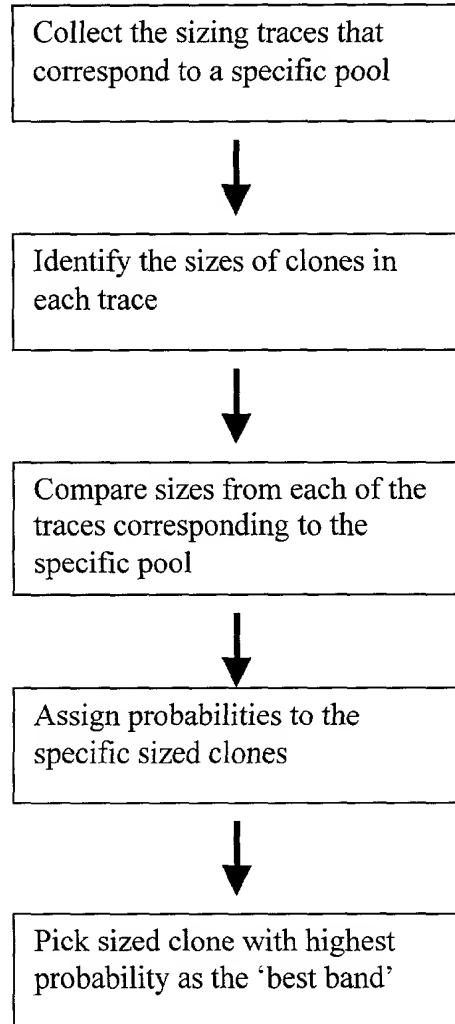 Collect the sizing traces that
correspond to a specific pool
Identify the sizes of clones in
each trace
Compare sizes from each of the
traces corresponding to the
specific pool
Assign probabilities to the
specific sized clones
Pick sized clone with highest
probability as the ‘best band’